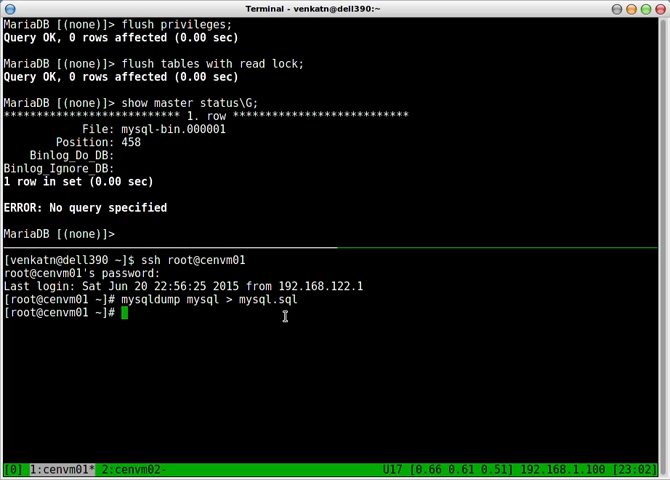 Terminal - venkatn@dell390:~
MariaDB [(none)]> flush privileges;
Query OK, 0 rows affected (0.00 sec)
MariaDB [(none)]> flush tables with read lock;
Query OK, 0 rows affected (0.00 sec)
MariaDB [(none)]> show master status\G;
*************************** 1. row ***************************
File: mysql-bin.000001
Position: 458
Binlog_Do_DB:
Binlog_Ignore_DB:
1 row in set (0.00 sec)
ERROR: No query specified
MariaDB [(none)]>
[venkatn@dell390 ~]$ ssh root@cenvm01
root@cenvm01's password:
Last login: Sat Jun 20 22:56:25 2015 from 192.168.122.1
[root@cenvm01 ~]# mysqldump mysql > mysql.sql
[root@cenvm01 ~]#
[0] 1:cenvm01* 2:cenvm02- U17 [0.66 0.61 0.51] 192.168.1.100 [23:02]